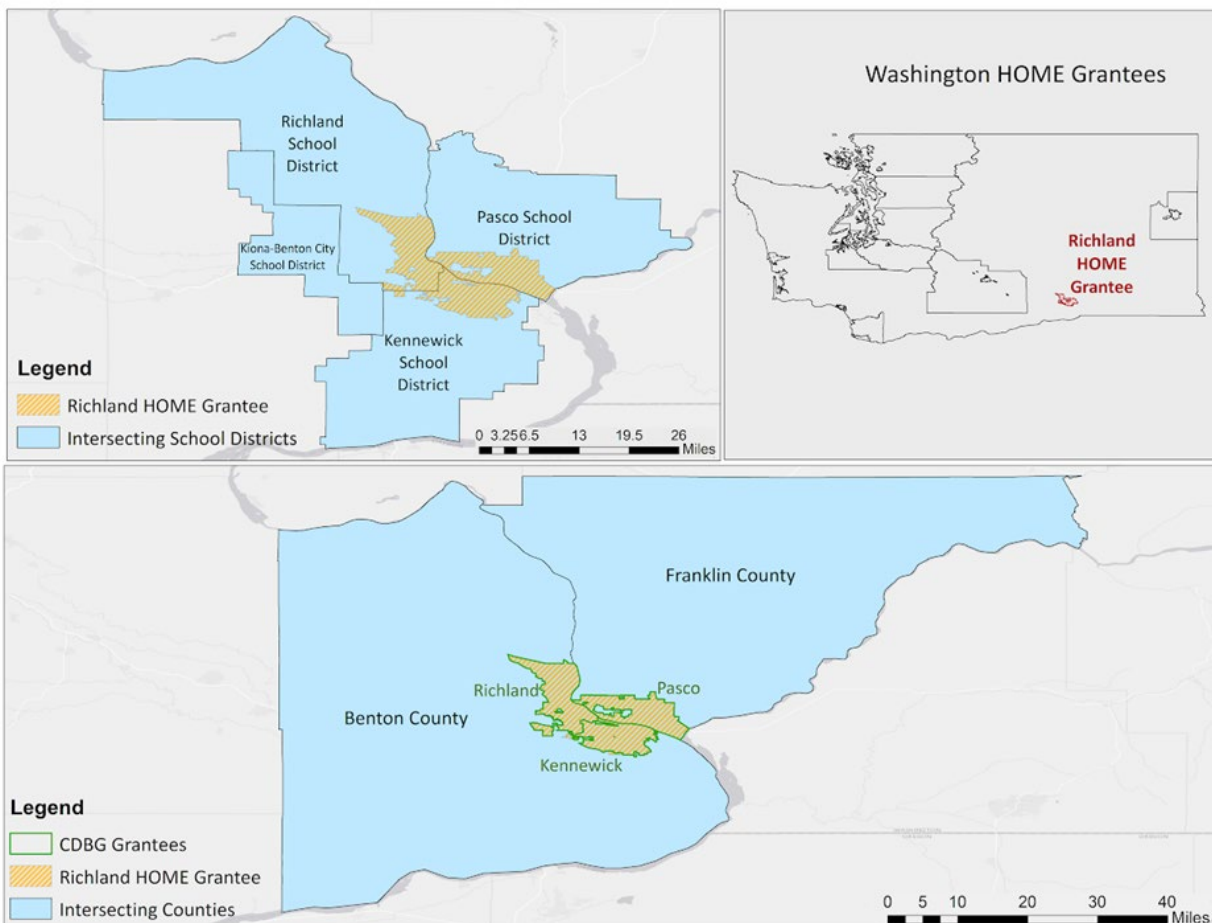 Richland
School
District
Pasco School
District
Kiona-Benton City
School District
Kennewick
School
District
Legend
Richland HOME Grantee
Intersecting School Districts
0 3.25 6.5 13 19.5 26
Miles
Washington HOME Grantees
Richland
HOME
Grantee
Franklin County
Richland
Pasco
Benton County
Kennewick
Legend
CDBG Grantees
Richland HOME Grantee
Intersecting Counties
0 5 10 20 30 40
Miles